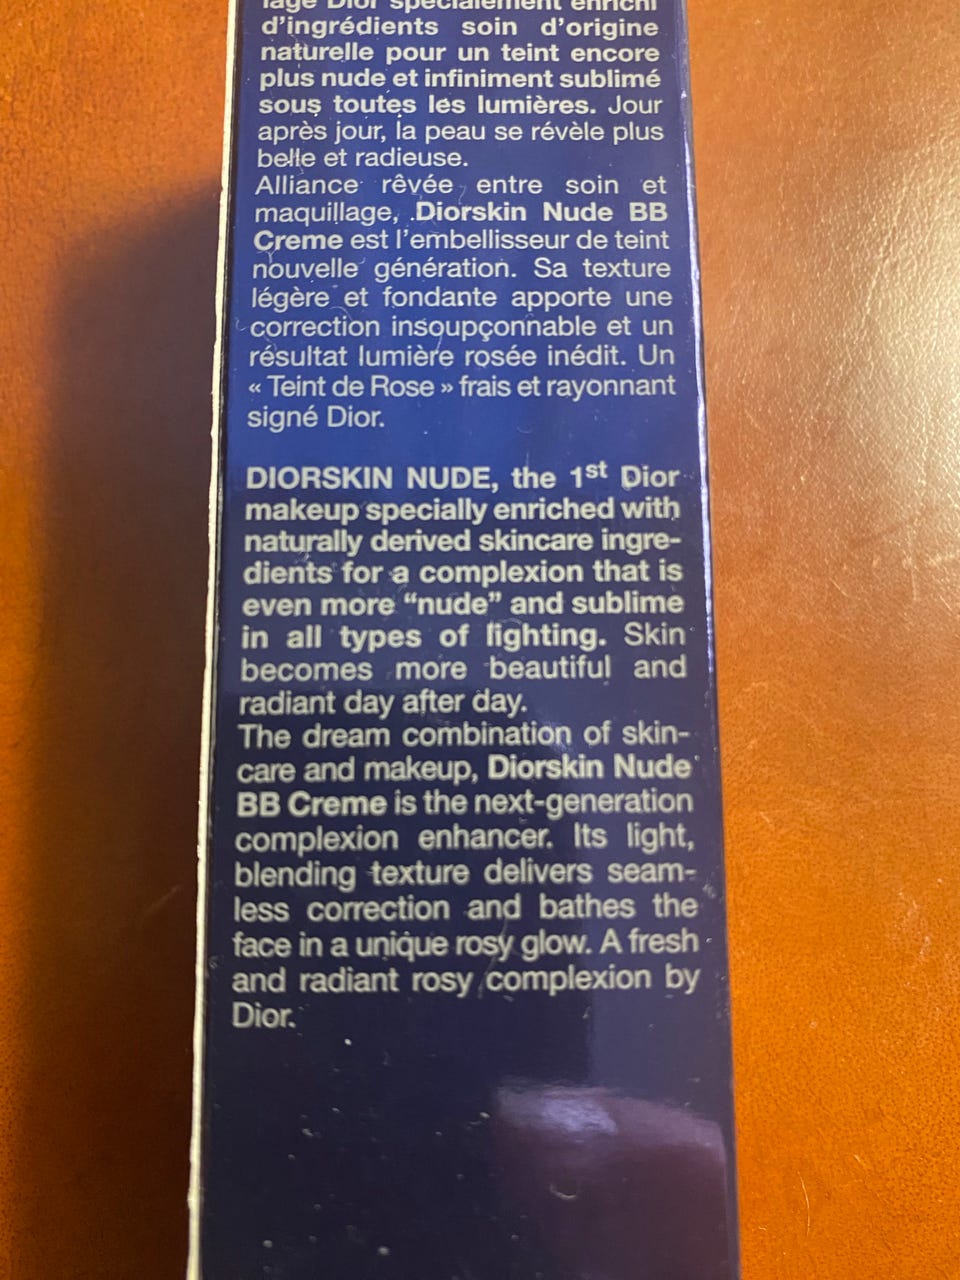 lage Dior spécialement enrichi
d'ingrédients soin d'origine
naturelle pour un teint encore
plus nude et infiniment sublimé
sous toutes les lumières. Jour
après jour, la peau se révèle plus
belle et radieuse.
Alliance rêvée entre soin et
maquillage, Diorskin Nude BB
Creme est l'embellisseur de teint
nouvelle génération. Sa texture
légère et fondante apporte une
correction insoupçonnable et un
résultat lumière rosée inédit. Un
« Teint de Rose » frais et rayonnant
signé Dior.
DIORSKIN NUDE, the 1st Dior
makeup specially enriched with
naturally derived skincare ingre-
dients for a complexion that is
even more “nude” and sublime
in all types of lighting. Skin
becomes more beautiful and
radiant day after day.
The dream combination of skin-
care and makeup, Diorskin Nude
BB Creme is the next-generation
complexion enhancer. Its light,
blending texture delivers seam-
less correction and bathes the
face in a unique rosy glow. A fresh
and radiant rosy complexion by
Dior.